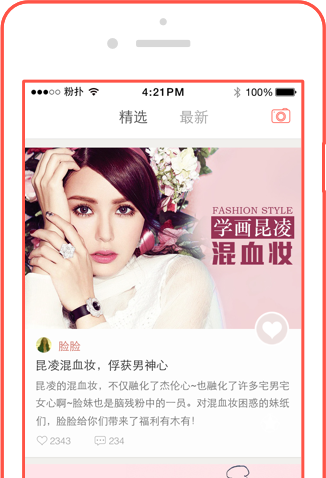 粉扑 4:21PM 100%
精选 最新
FASHION STYLE
学画昆凌
混血妆
脸脸
昆凌混血妆，俘获男神心
昆凌的混血妆，不仅融化了杰伦心~也融化了许多宅男宅
女心啊~脸妹也是脑残粉中的一员。对混血妆困惑的妹纸
们，脸脸给你们带来了福利有木有！
2343 234